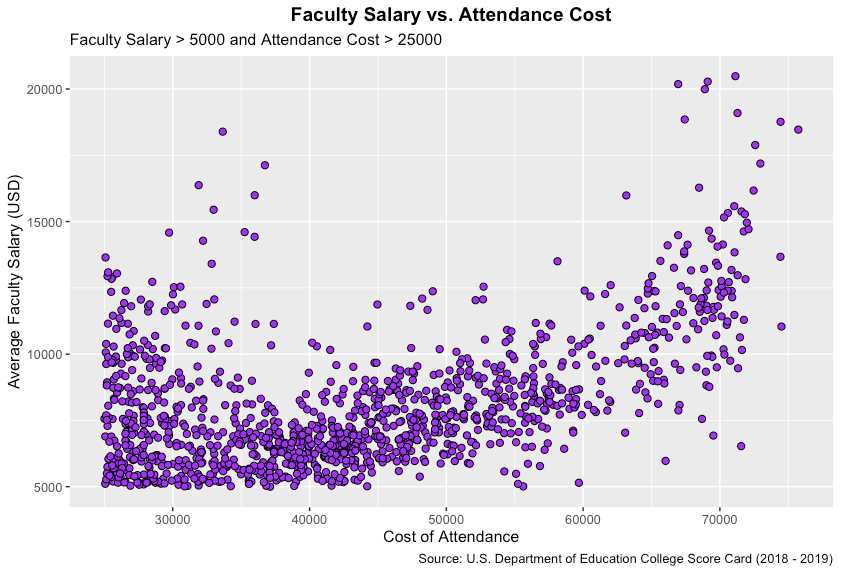 Faculty Salary vs. Attendance Cost
Faculty Salary > 5000 and Attendance Cost > 25000
20000
15000
10000
5000
Average Faculty Salary (USD)
30000 40000 50000 60000 70000
Cost of Attendance
Source: U.S. Department of Education College Score Card (2018 - 2019)